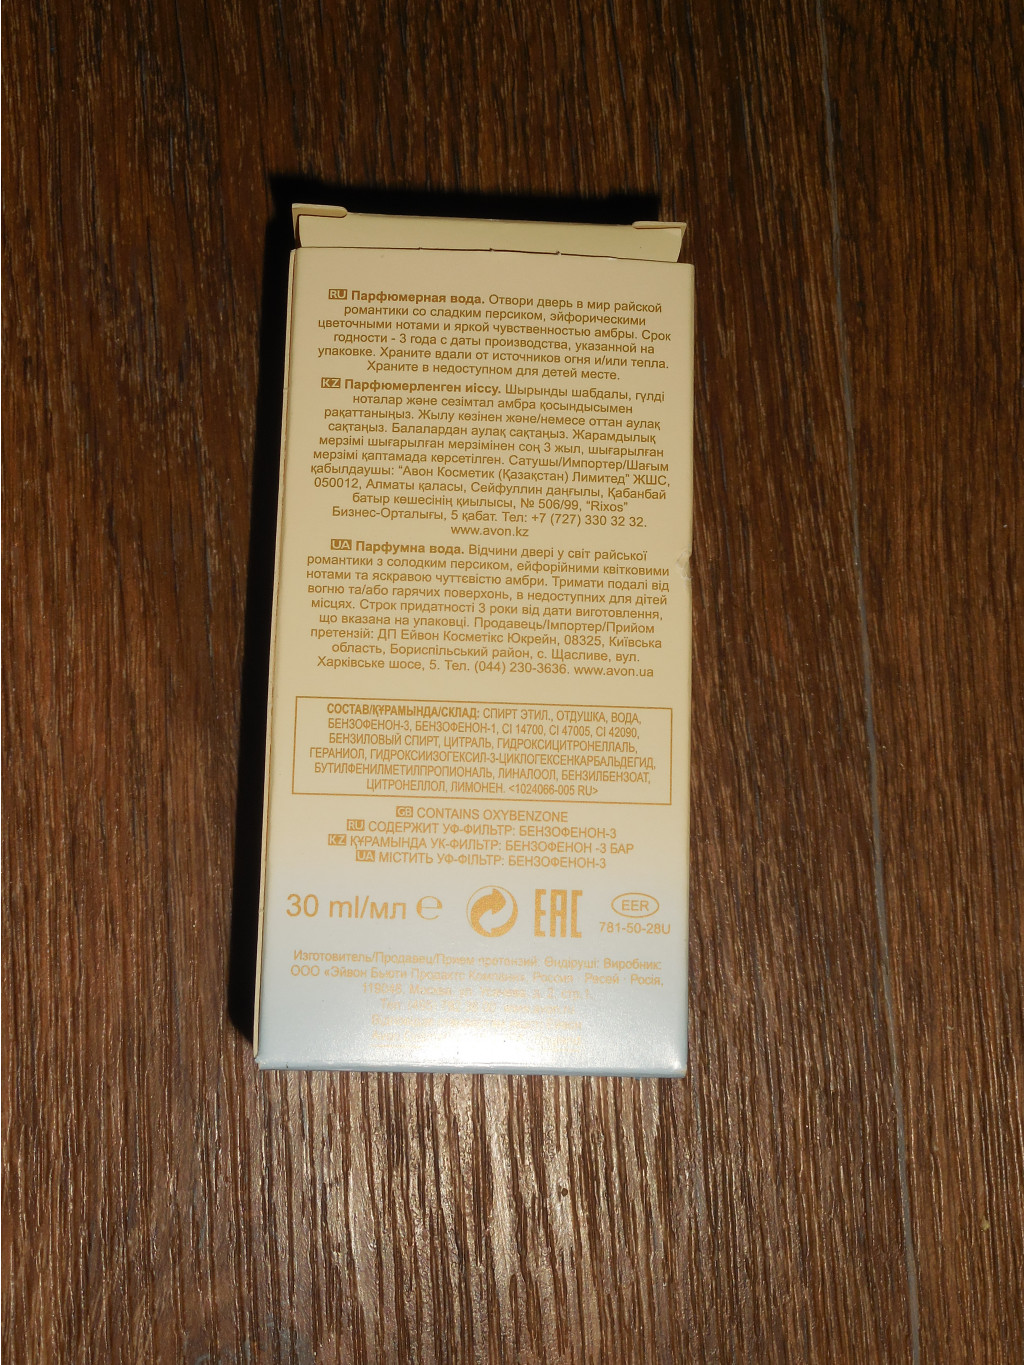 RU Парфюмерная вода. Отвори дверь в мир райской
романтики со сладким персиком, эйфорическими
цветочными нотами и яркой чувственностью амбры. Срок
годности - 3 года с даты производства, указанной на
упаковке. Храните вдали от источников огня и/или тепла.
Храните в недоступном для детей месте.
KZ Парфюмерленген иіссу. Шырынды шабдалы, гүлді
ноталар және сезімтал амбра қосындысымен
рақаттаныңыз. Жылу көзінен және/немесе оттан аулақ
сақтаңыз. Балалардан аулақ сақтаңыз. Жарамдылық
мерзімі шығарылған мерзімінен соң 3 жыл, шығарылған
мерзімі қаптамада көрсетілген. Сатушы/Импортер/Шағым
қабылдаушы: “Авон Косметик (Қазақстан) Лимитед” ЖШС,
050012, Алматы қаласы, Сейфуллин даңғылы, Қабанбай
батыр көшесінің қиылысы, № 506/99, “Rixos”
Бизнес-Орталығы, 5 қабат. Тел: +7 (727) 330 32 32.
www.avon.kz
UA Парфумна вода. Відчини двері у світ райської
романтики з солодким персиком, ейфорійними квітковими
нотами та яскравою чуттєвістю амбри. Тримати подалі від
вогню та/або гарячих поверхонь, в недоступних для дітей
місцях. Строк придатності 3 роки від дати виготовлення,
що вказана на упаковці. Продавець/Імпортер/Прийом
претензій: ДП Ейвон Косметікс Юкрейн, 08325, Київська
область, Бориспільський район, с. Щасливе, вул.
Харківське шосе, 5. Тел. (044) 230-3636. www.avon.ua
СОСТАВ/ҚҰРАМЫНДА/СКЛАД: СПИРТ ЭТИЛ., ОТДУШКА, ВОДА,
БЕНЗОФЕНОН-3, БЕНЗОФЕНОН-1, CI 14700, CI 47005, CI 42090,
БЕНЗИЛОВЫЙ СПИРТ, ЦИТРАЛЬ, ГИДРОКСИЦИТРОНЕЛЛАЛЬ,
ГЕРАНИОЛ, ГИДРОКСИИЗОГЕКСИЛ-3-ЦИКЛОГЕКСЕНКАРБАЛЬДЕГИД,
БУТИЛФЕНИЛМЕТИЛПРОПИОНАЛЬ, ЛИНАЛООЛ, БЕНЗИЛБЕНЗОАТ,
ЦИТРОНЕЛЛОЛ, ЛИМОНЕН. <1024066-005 RU>
GB CONTAINS OXYBENZONE
RU СОДЕРЖИТ УФ-ФИЛЬТР: БЕНЗОФЕНОН-3
KZ ҚҰРАМЫНДА УК-ФИЛЬТР: БЕНЗОФЕНОН -3 БАР
UA МІСТИТЬ УФ-ФІЛЬТР: БЕНЗОФЕНОН-3
30 ml/мл ℮
EAC
EER
781-50-28U
Изготовитель/Продавец/Прием претензий. Өндіруші: Виробник:
ООО «Эйвон Бьюти Продактс Компани», Россия Ресей Росія,